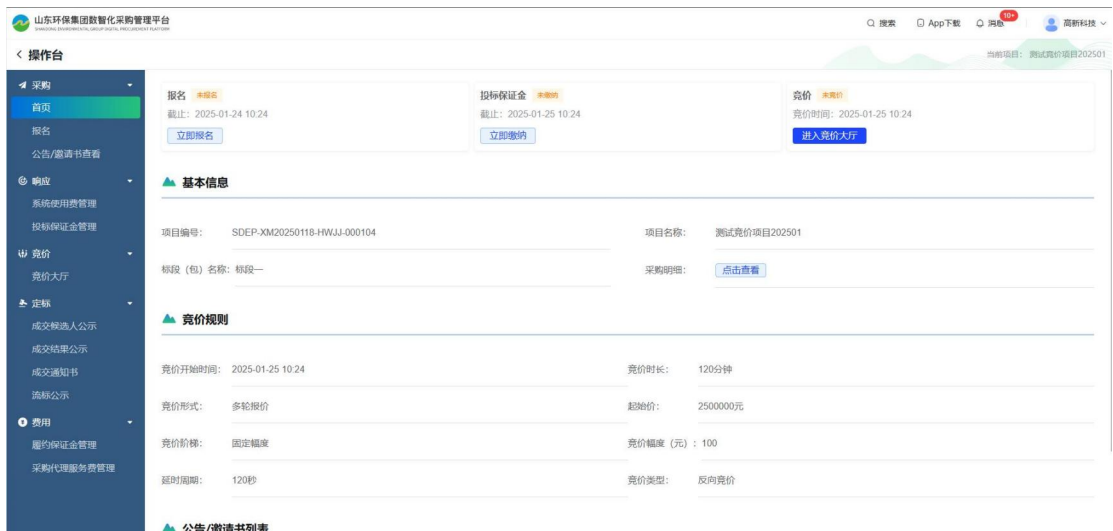 山东环保集团数智化采购管理平台
SHANDONG ENVIRONMENTAL GROUP DIGITAL PROCUREMENT PLATFORM
搜索 App下载 消息 10+ 高新科技
操作台
当前项目： 测试竞价项目202501
采购
首页
报名
公告/邀请书查看
响应
系统使用费管理
投标保证金管理
竞价
竞价大厅
定标
成交候选人公示
成交结果公示
成交通知书
流标公示
费用
履约保证金管理
采购代理服务费管理
报名 未报名
截止：2025-01-24 10:24
立即报名
投标保证金 未缴纳
截止：2025-01-25 10:24
立即缴纳
竞价 未竞价
竞价时间：2025-01-25 10:24
进入竞价大厅
基本信息
项目编号： SDEP-XM20250118-HWJJ-000104
项目名称： 测试竞价项目202501
标段（包）名称：标段一
采购明细： 点击查看
竞价规则
竞价开始时间： 2025-01-25 10:24
竞价时长： 120分钟
竞价形式： 多轮报价
起始价： 2500000元
竞价阶梯： 固定幅度
竞价幅度（元）：100
延时周期： 120秒
竞价类型： 反向竞价
公告/邀请书列表